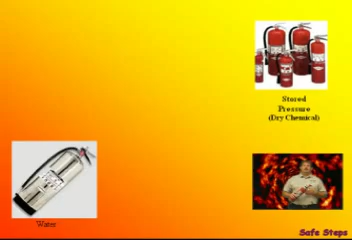 Stored
Pressure
(Dry Chemical)
Water
Safe Steps